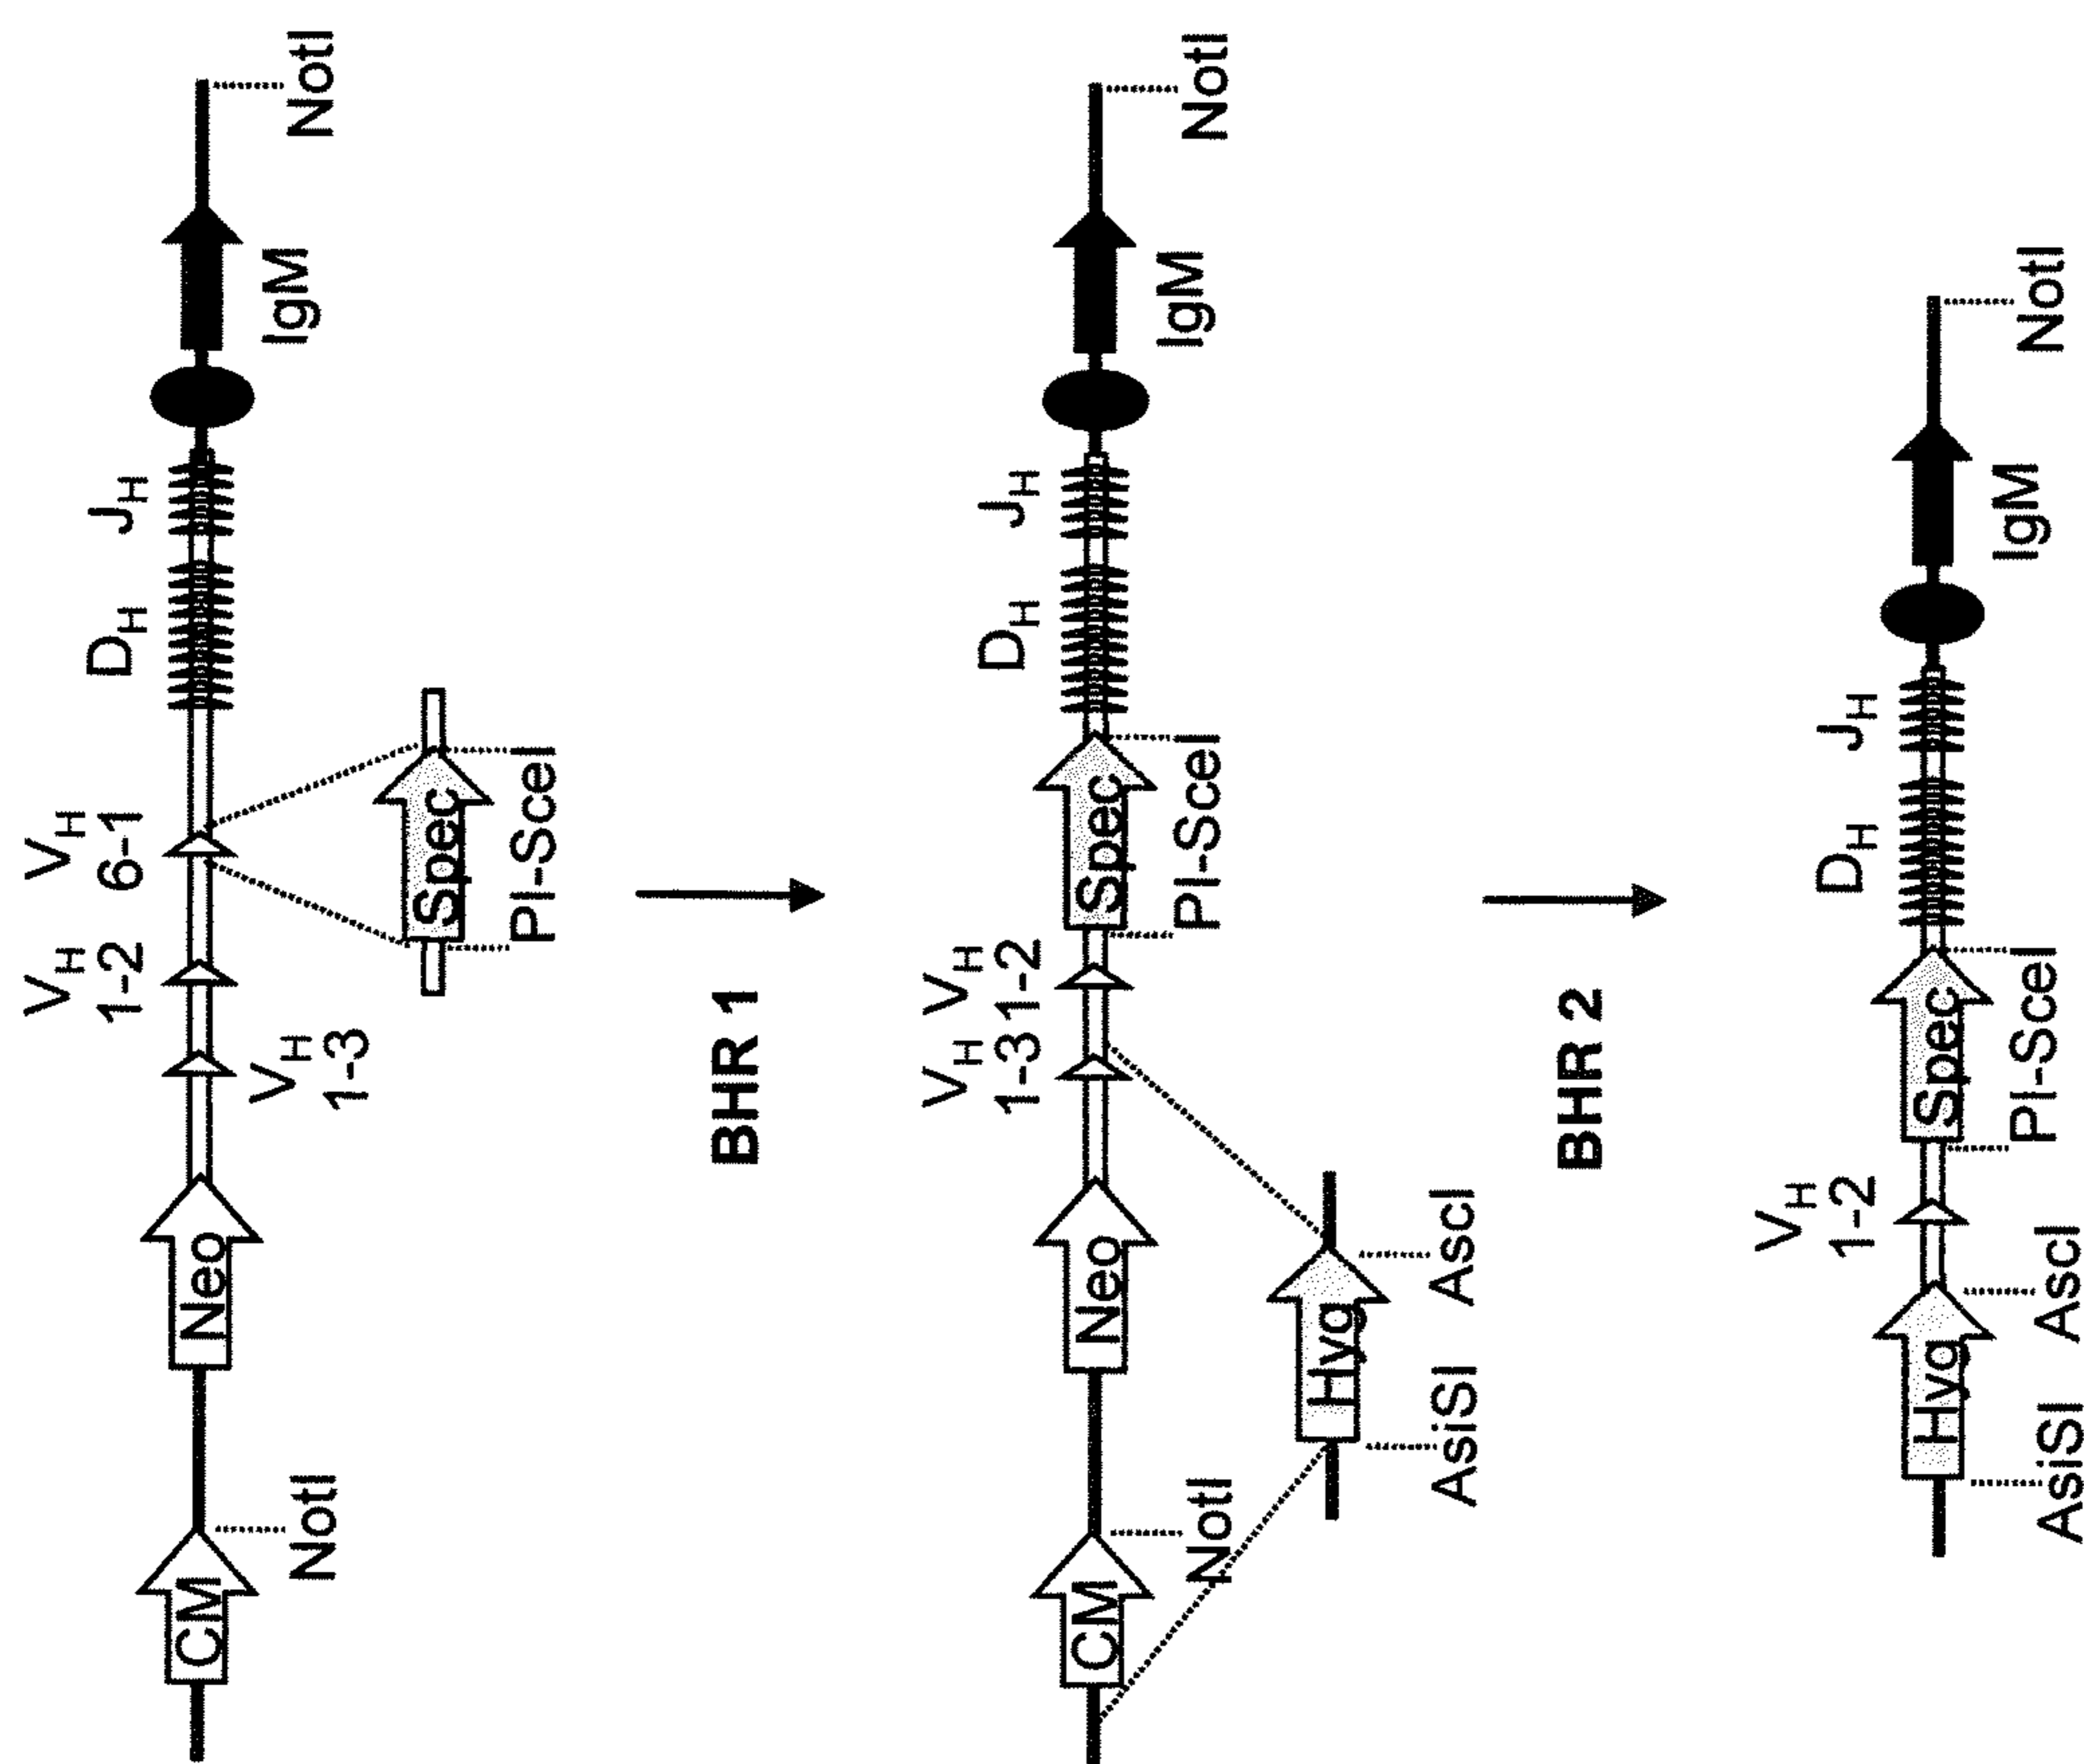 V_H V_H
1-2 6-1 D_H J_H
CM Neo
NotI V_H 1-3 IgM NotI
Spec
PI-SceI
BHR 1
V_H V_H
1-3 1-2 D_H J_H
CM Neo Spec
NotI PI-SceI IgM NotI
Hyg
AsiSI AscI
BHR 2
V_H
1-2 D_H J_H
Hyg Spec
AsiSI AscI PI-SceI IgM NotI